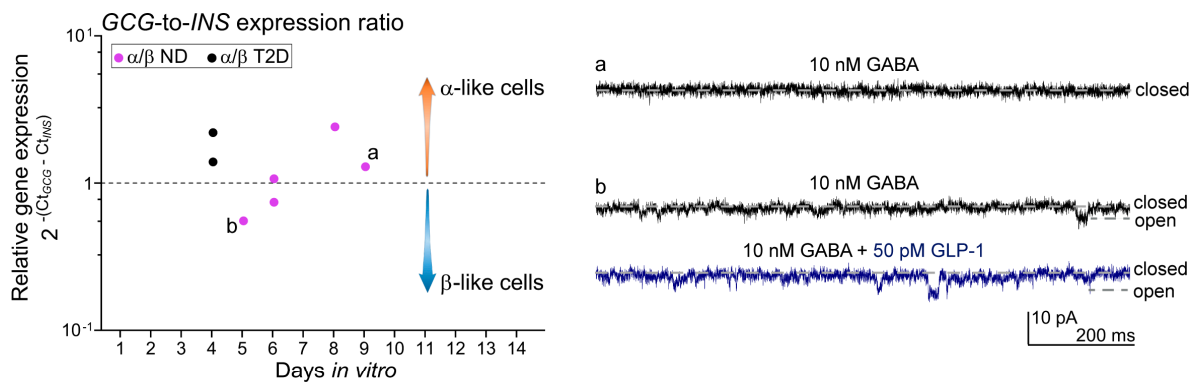 GCG-to-INS expression ratio
10¹
α/β ND
α/β T2D
α-like cells
a
1
b
β-like cells
10⁻¹
Relative gene expression
2 -(CtGCG - CtINS)
1 2 3 4 5 6 7 8 9 10 11 12 13 14
Days in vitro
a
10 nM GABA
closed
b
10 nM GABA
closed
open
10 nM GABA + 50 pM GLP-1
closed
open
10 pA
200 ms